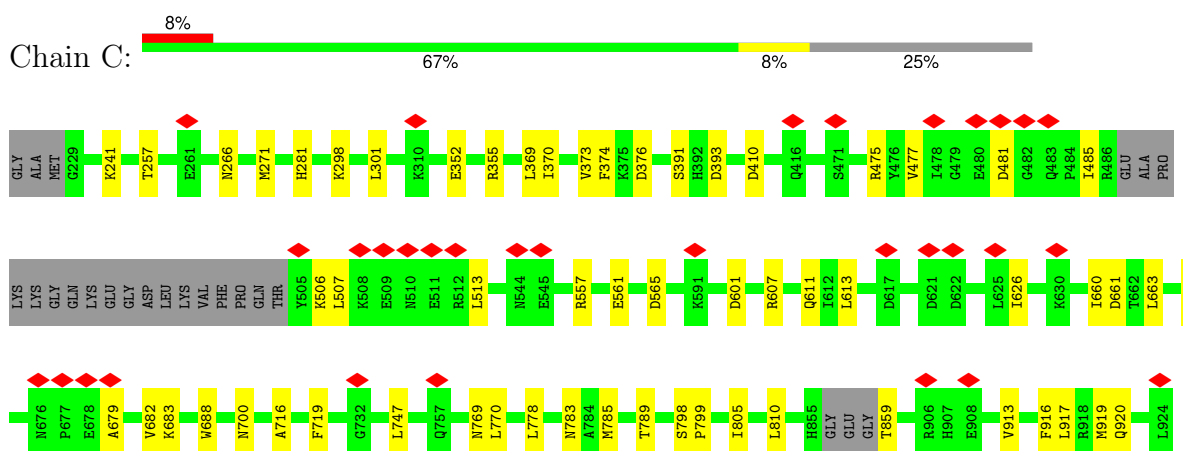 8%
Chain C:
67% 8% 25%
GLY ALA MET G229 K241 T257 E261 N266 M271 H281 K298 L301 K310 E352 R355 L369 I370 V373 F374 K375 D376 S391 H392 D393 D410 Q416 S471 R475 Y476 V477 I478 G479 E480 D481 G482 Q483 P484 I485 R486 GLU ALA PRO
LYS LYS GLY GLN LYS GLU GLY ASP LEU LYS VAL PHE PRO GLN THR Y505 K506 L507 K508 E509 N510 E511 R512 L513 N544 E545 R557 E561 D565 K591 D601 R607 Q611 I612 L613 D617 D621 D622 L625 I626 K630 I660 D661 T662 L663
N676 P677 E678 A679 V682 K683 W688 N700 A716 F719 G732 L747 Q757 N769 L770 L778 N783 A784 M785 T789 S798 P799 I805 L810 H855 GLY GLU GLY T859 R906 H907 E908 V913 F916 L917 R918 M919 Q920 L924